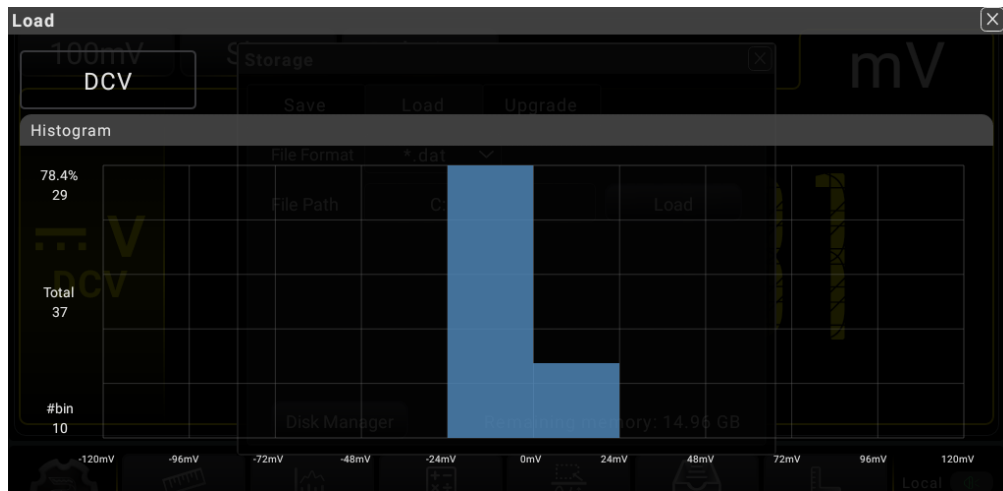 Load
100mV
mV
DCV
Storage
Save Load Upgrade
Histogram
File Format *.dat
78.4%
29
File Path C: Load
V
DCV
Total
37
#bin
10
Disk Manager Remaining memory: 14.96 GB
-120mV -96mV -72mV -48mV -24mV 0mV 24mV 48mV 72mV 96mV 120mV
Local